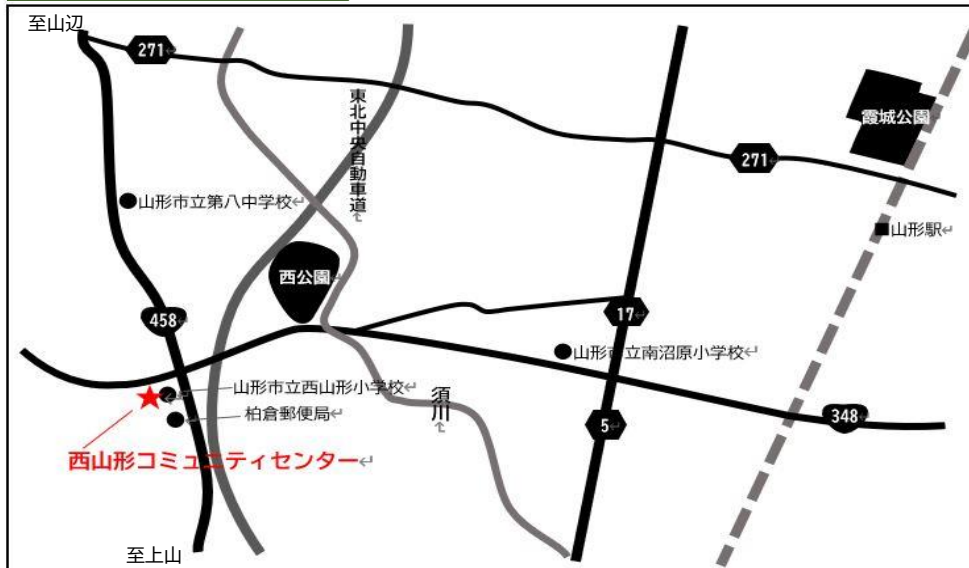 至山辺
271
東北中央自動車道
霞城公園
271
山形市立第八中学校
山形駅
西公園
458
17
山形市立南沼原小学校
山形市立西山形小学校
須川
柏倉郵便局
5
348
西山形コミュニティセンター
至上山